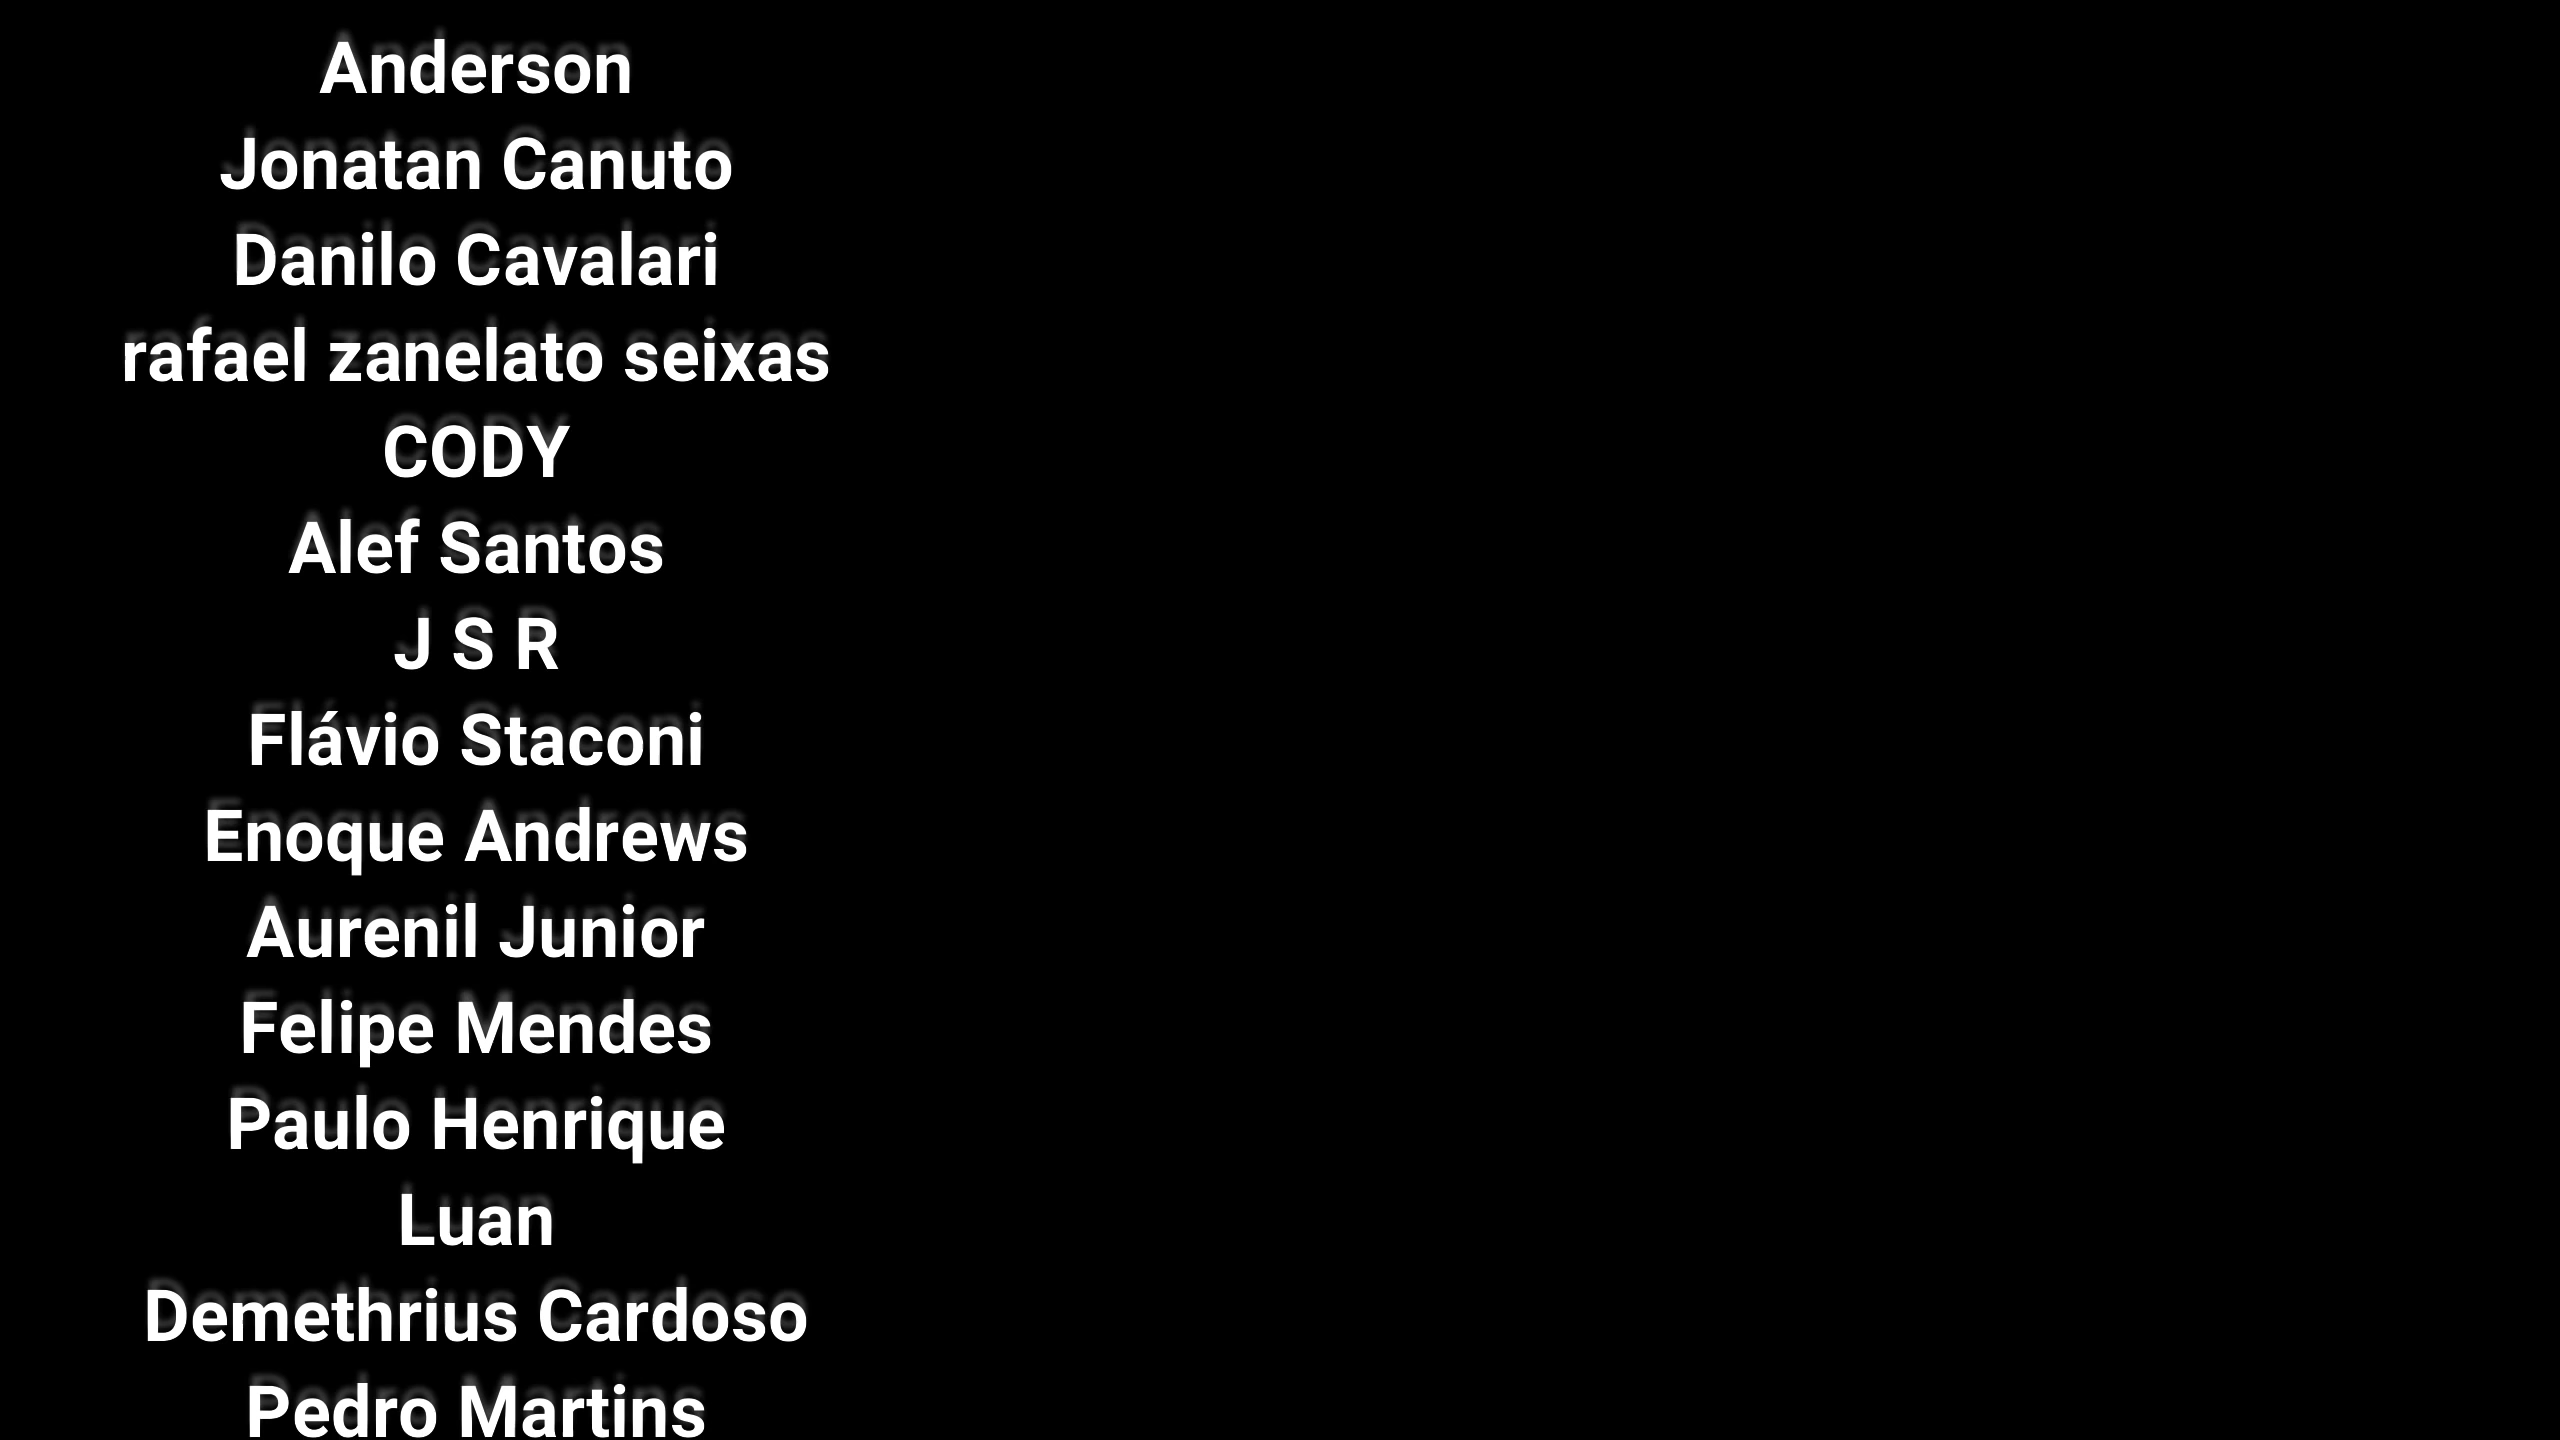 Anderson
Jonatan Canuto
Danilo Cavalari
rafael zanelato seixas
CODY
Alef Santos
J S R
Flávio Staconi
Enoque Andrews
Aurenil Junior
Felipe Mendes
Paulo Henrique
Luan
Demethrius Cardoso
Pedro Martins